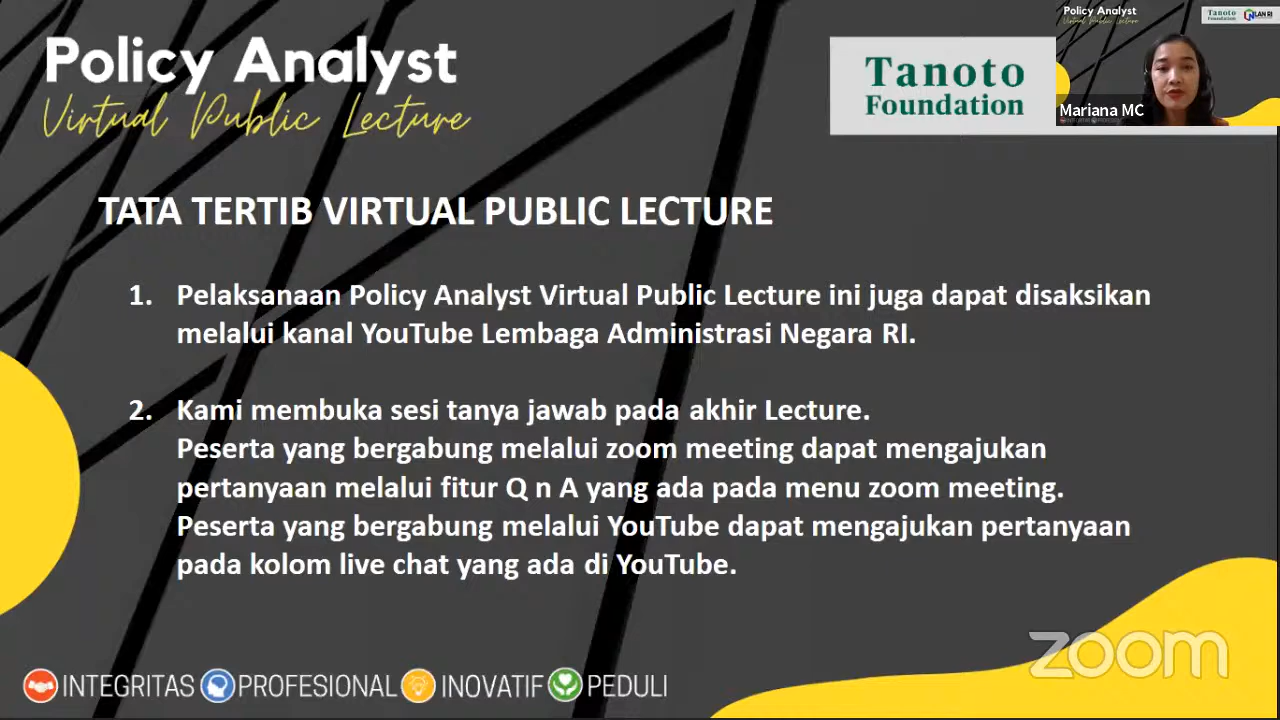 Policy Analyst
Virtual Public Lecture
Tanoto
Foundation
Policy Analyst
Virtual Public Lecture
Tanoto
Foundation
LAN RI
Mariana MC
TATA TERTIB VIRTUAL PUBLIC LECTURE
1. Pelaksanaan Policy Analyst Virtual Public Lecture ini juga dapat disaksikan
melalui kanal YouTube Lembaga Administrasi Negara RI.
2. Kami membuka sesi tanya jawab pada akhir Lecture.
Peserta yang bergabung melalui zoom meeting dapat mengajukan
pertanyaan melalui fitur Q n A yang ada pada menu zoom meeting.
Peserta yang bergabung melalui YouTube dapat mengajukan pertanyaan
pada kolom live chat yang ada di YouTube.
zoom
INTEGRITAS PROFESIONAL INOVATIF PEDULI